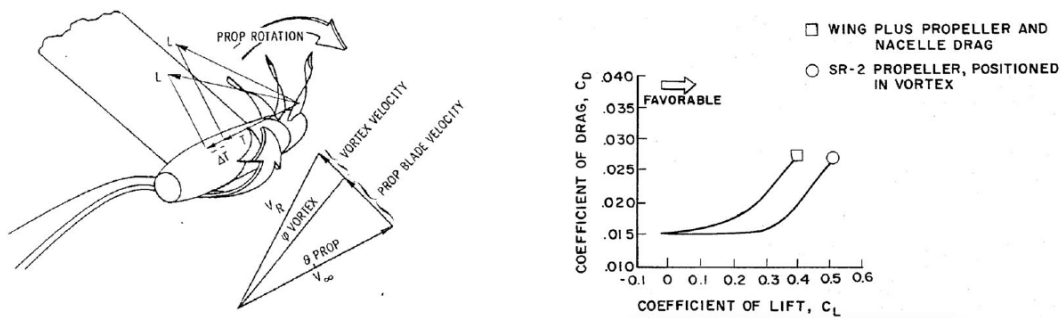 PROP ROTATION
L
L
T
ΔT
VORTEX VELOCITY
PROP BLADE VELOCITY
V_R
φ VORTEX
θ PROP
V_∞
□ WING PLUS PROPELLER AND
NACELLE DRAG
○ SR-2 PROPELLER, POSITIONED
IN VORTEX
FAVORABLE
COEFFICIENT OF DRAG, C_D
.040
.035
.030
.025
.020
.015
.010
-0.1 0 0.1 0.2 0.3 0.4 0.5 0.6
COEFFICIENT OF LIFT, C_L